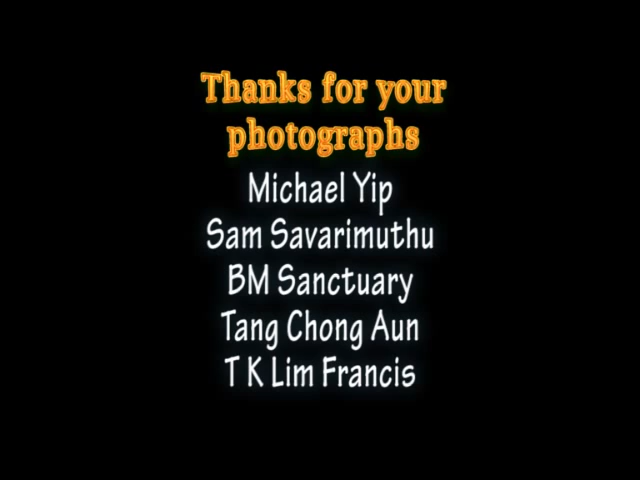 Thanks for your
photographs
Michael Yip
Sam Savarimuthu
BM Sanctuary
Tang Chong Aun
T K Lim Francis